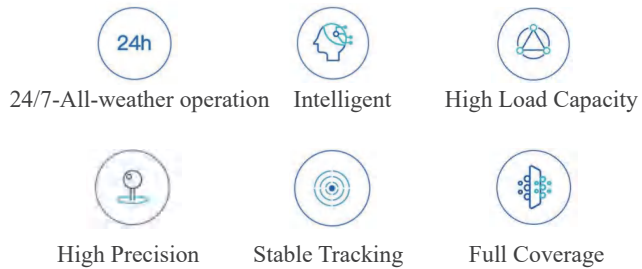 24h
24/7-All-weather operation Intelligent High Load Capacity
High Precision Stable Tracking Full Coverage